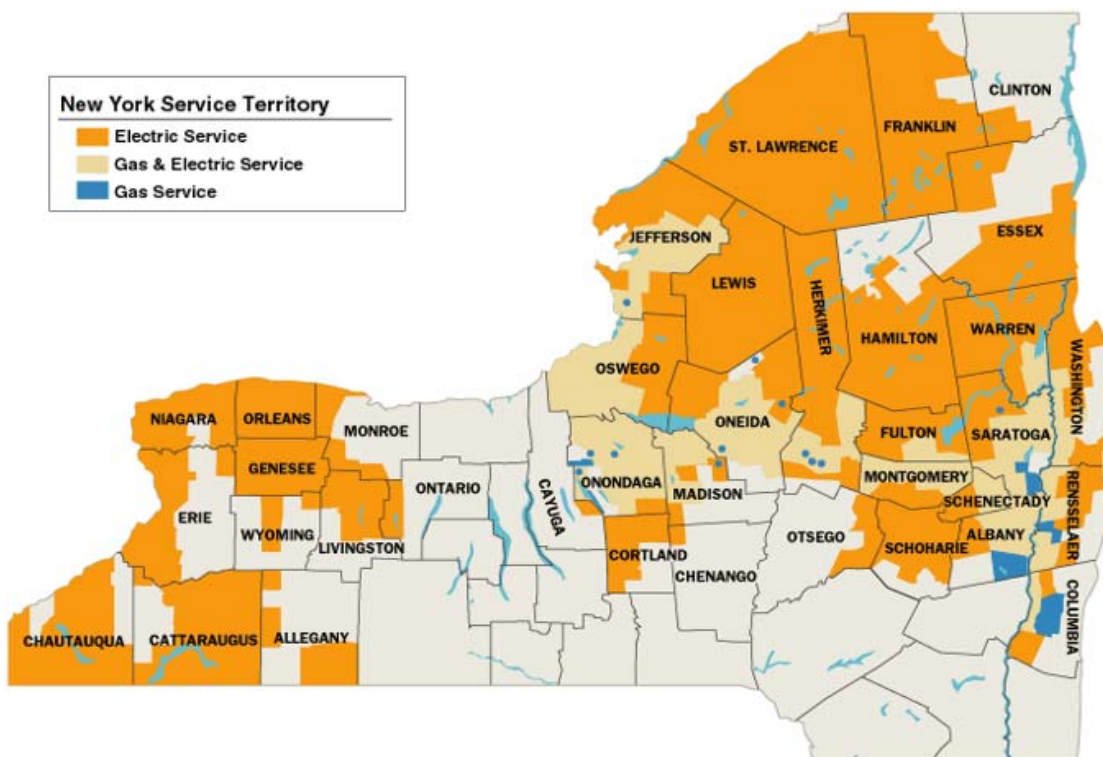 New York Service Territory
Electric Service
Gas & Electric Service
Gas Service
CLINTON
FRANKLIN
ST. LAWRENCE
JEFFERSON
ESSEX
LEWIS
HERKIMER
HAMILTON
WARREN
WASHINGTON
OSWEGO
ONEIDA
NIAGARA
ORLEANS
MONROE
FULTON
SARATOGA
GENESEE
ONTARIO
CAYUGA
ONONDAGA
MADISON
MONTGOMERY
SCHENECTADY
RENSSELAER
ERIE
WYOMING
LIVINGSTON
CORTLAND
CHENANGO
OTSEGO
SCHOHARIE
ALBANY
COLUMBIA
CHAUTAUQUA
CATTARAUGUS
ALLEGANY